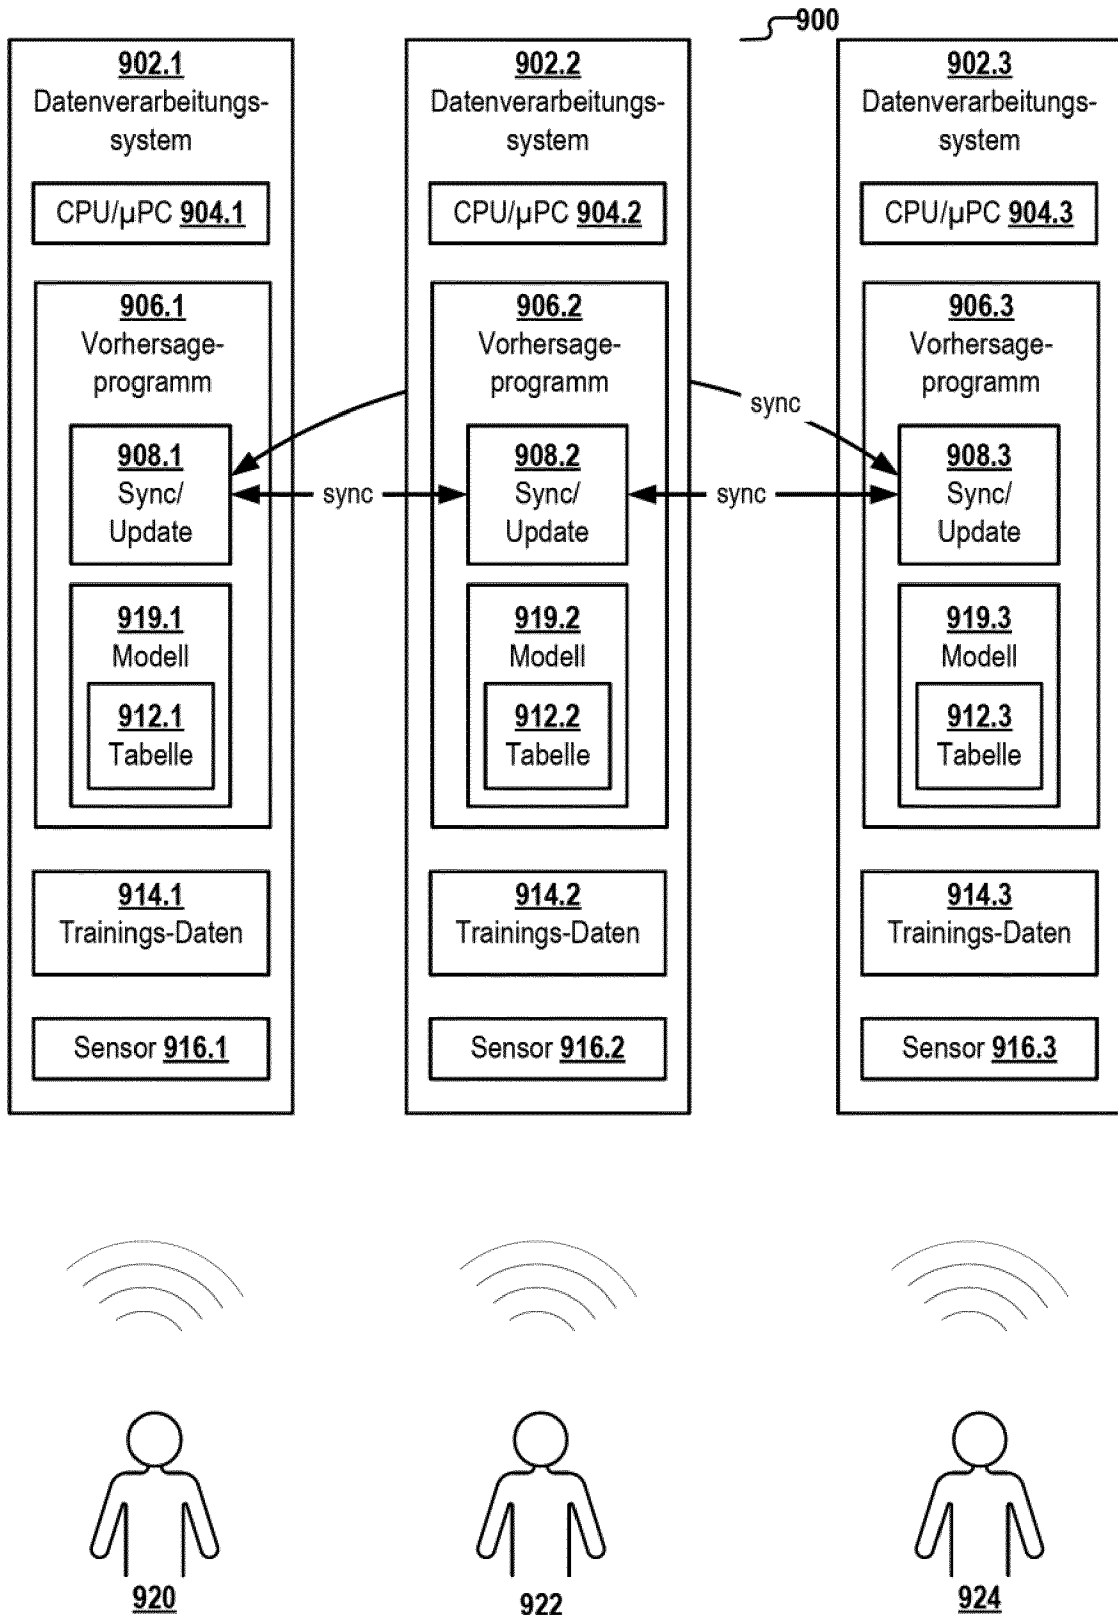 900
902.1
Datenverarbeitungs-
system
CPU/µPC 904.1
906.1
Vorhersage-
programm
908.1
Sync/
Update
919.1
Modell
912.1
Tabelle
914.1
Trainings-Daten
Sensor 916.1
sync
902.2
Datenverarbeitungs-
system
CPU/µPC 904.2
906.2
Vorhersage-
programm
908.2
Sync/
Update
919.2
Modell
912.2
Tabelle
914.2
Trainings-Daten
Sensor 916.2
sync
sync
902.3
Datenverarbeitungs-
system
CPU/µPC 904.3
906.3
Vorhersage-
programm
908.3
Sync/
Update
919.3
Modell
912.3
Tabelle
914.3
Trainings-Daten
Sensor 916.3
920
922
924